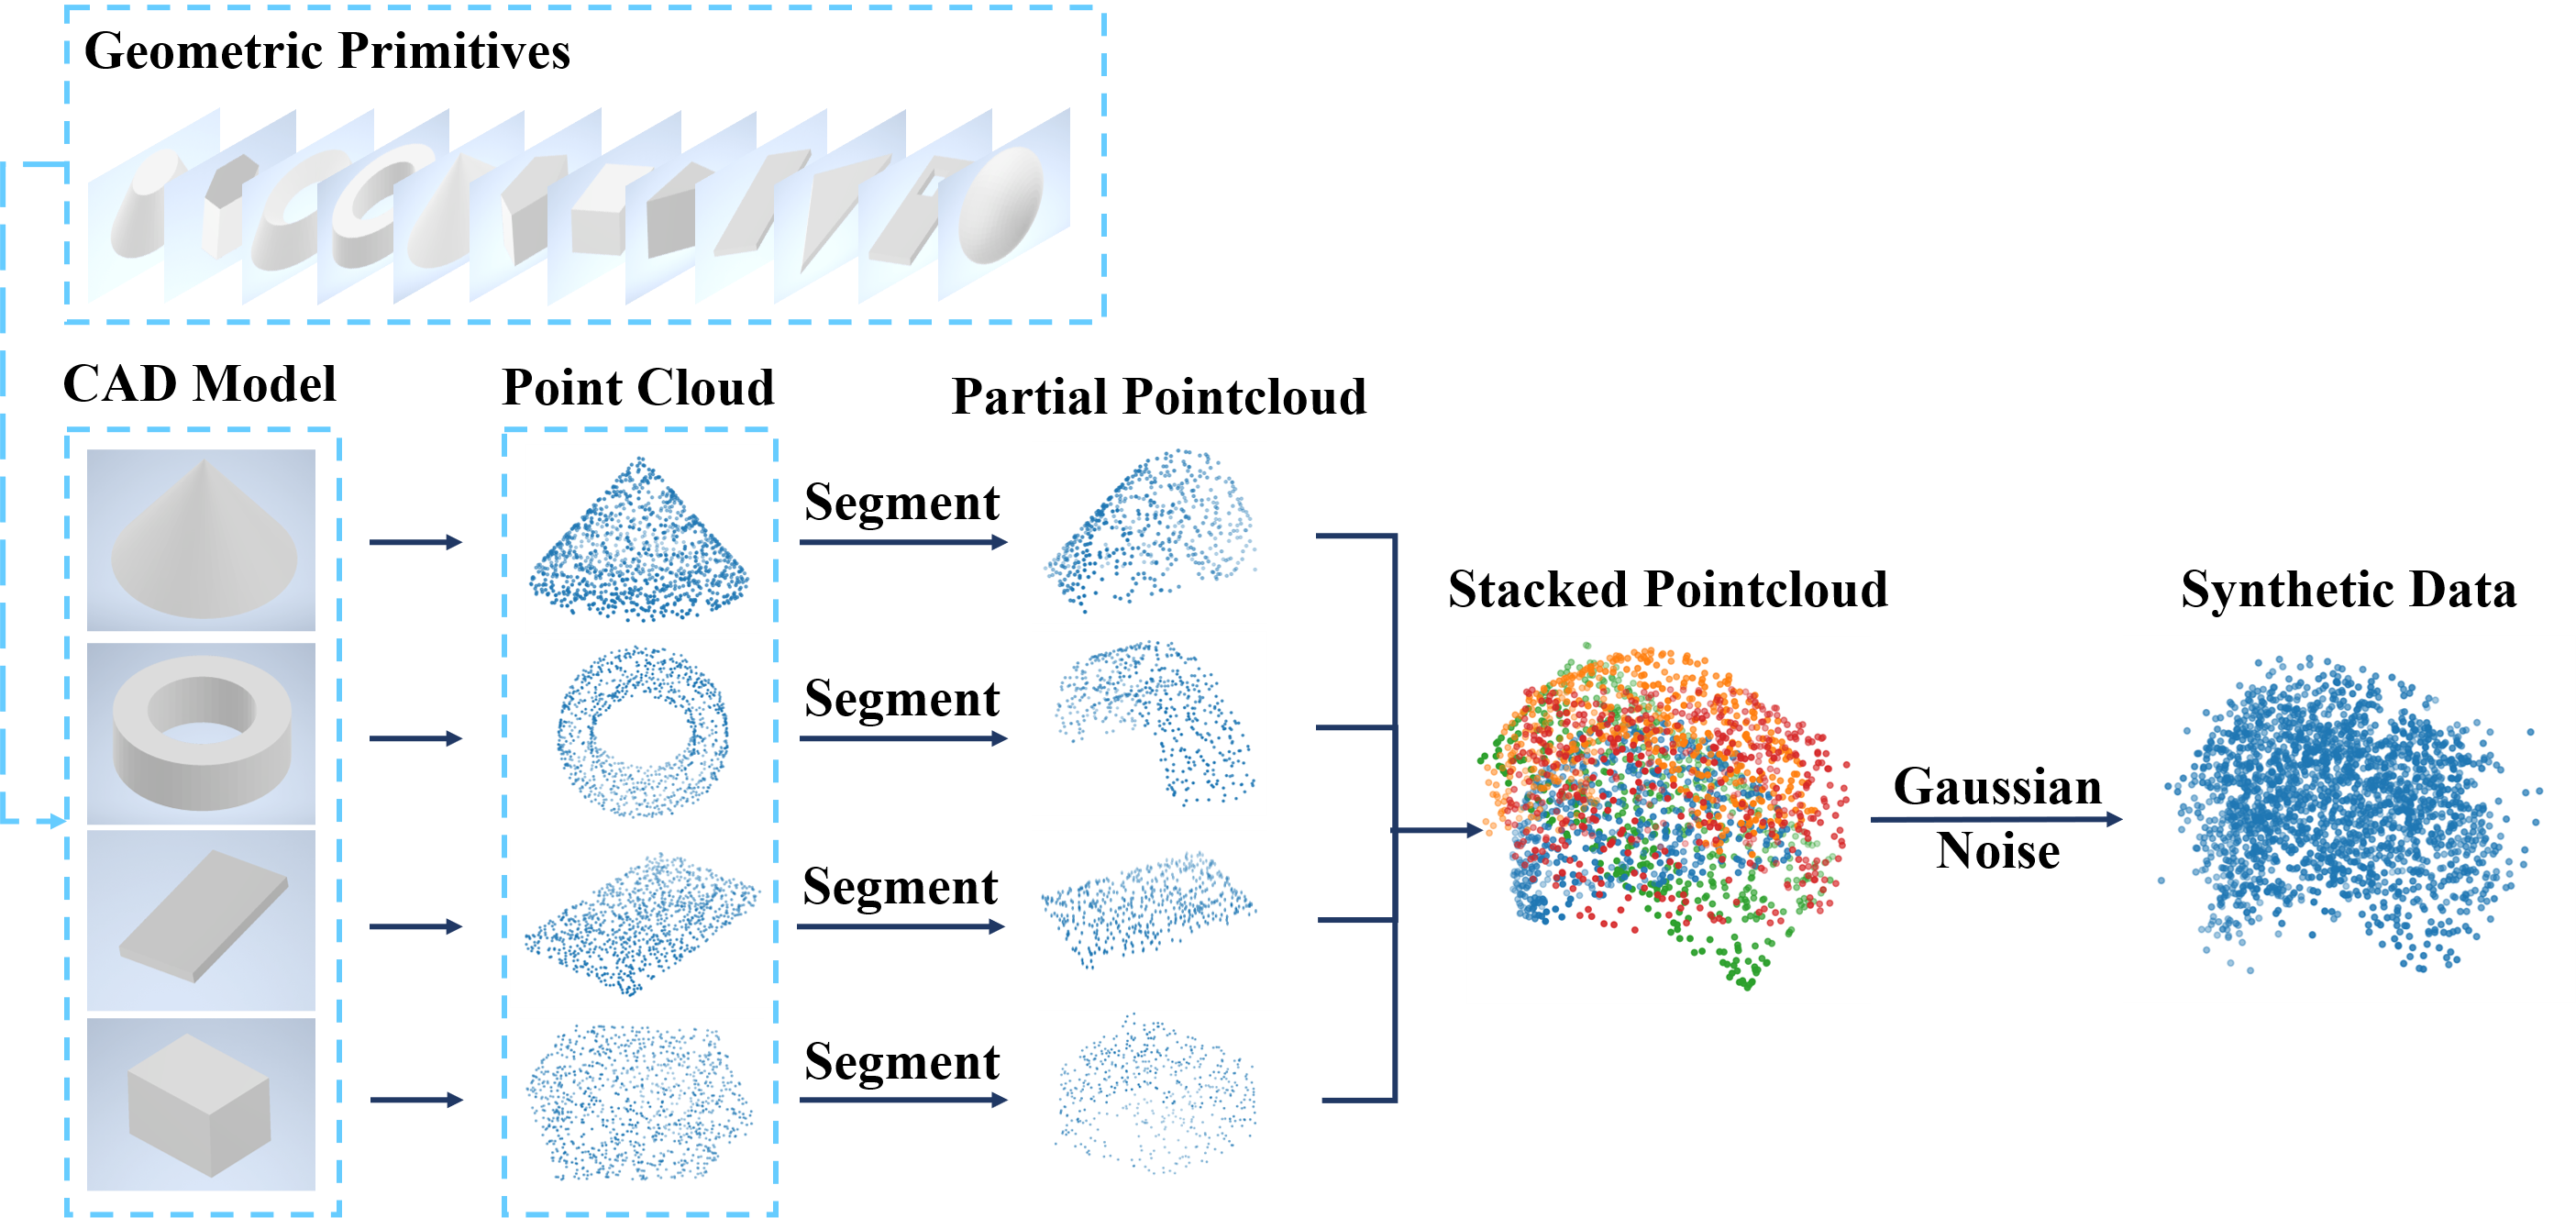 Geometric Primitives
CAD Model
Point Cloud
Partial Pointcloud
Segment
Segment
Segment
Segment
Stacked Pointcloud
Gaussian
Noise
Synthetic Data